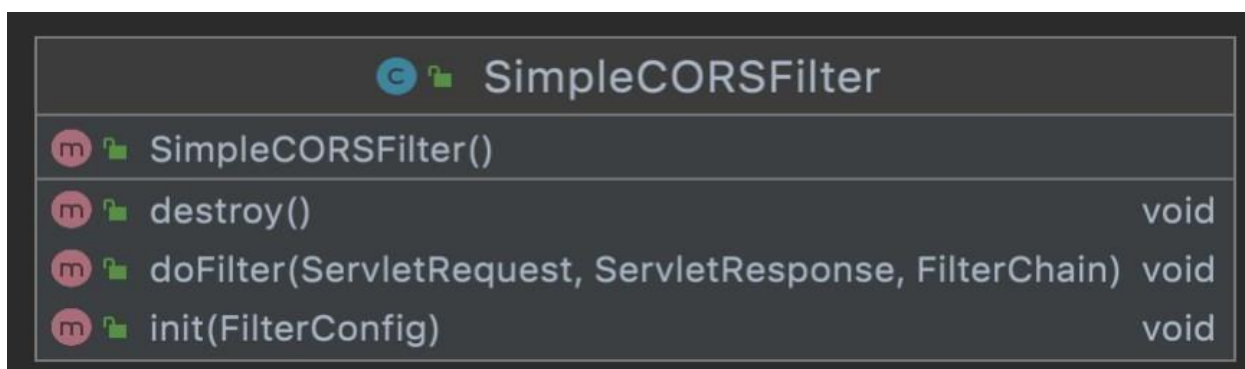 C SimpleCORSFilter
m SimpleCORSFilter()
m destroy() void
m doFilter(ServletRequest, ServletResponse, FilterChain) void
m init(FilterConfig) void